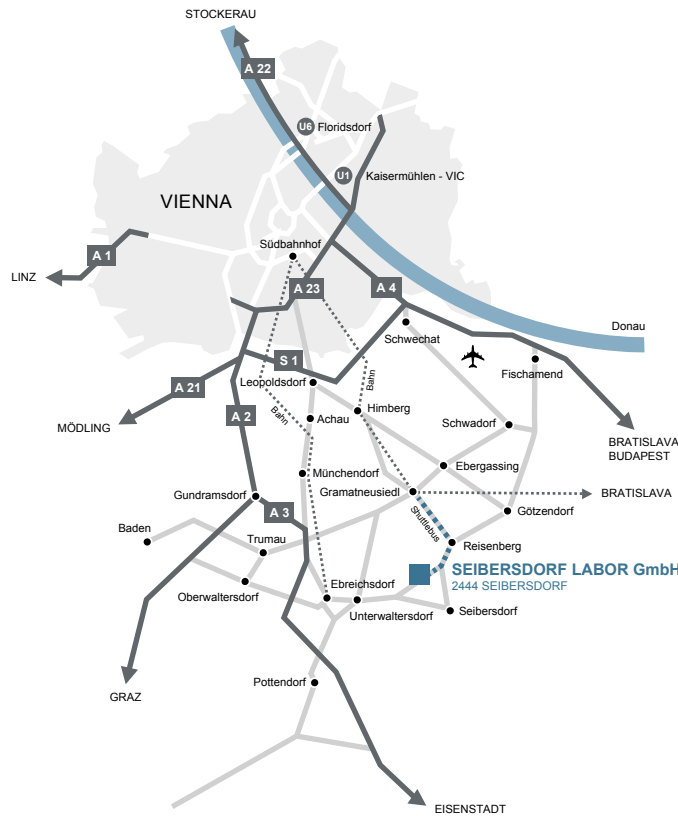 STOCKERAU
A 22
U6 Floridsdorf
U1 Kaisermühlen - VIC
VIENNA
Südbahnhof
A 1
LINZ
A 23
A 4
Donau
Schwechat
S 1
Fischamend
Leopoldsdorf
Bahn
A 21
Himberg
A 2
Bahn
Achau
Schwadorf
MÖDLING
BRATISLAVA
BUDAPEST
Ebergassing
Münchendorf
Gundramsdorf
Gramatneusiedl
BRATISLAVA
A 3
Shuttlebus
Götzendorf
Baden
Trumau
Reisenberg
SEIBERSDORF LABOR GmbH
2444 SEIBERSDORF
Oberwaltersdorf
Ebreichsdorf
Unterwaltersdorf
Seibersdorf
Pottendorf
GRAZ
EISENSTADT